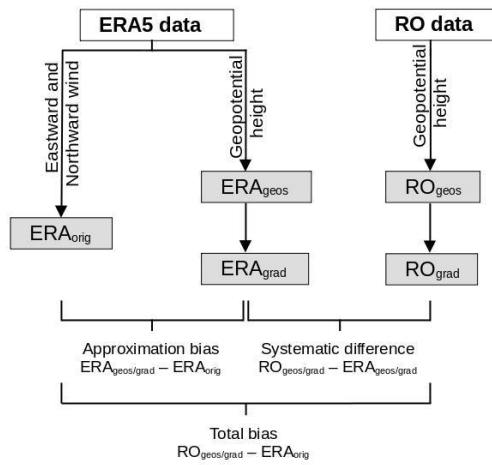 ERA5 data
RO data
Eastward and
Northward wind
Geopotential
height
Geopotential
height
ERAorig
ERAgeos
ROgeos
ERAgrad
ROgrad
Approximation bias
ERAgeos/grad – ERAorig
Systematic difference
ROgeos/grad – ERAgeos/grad
Total bias
ROgeos/grad – ERAorig